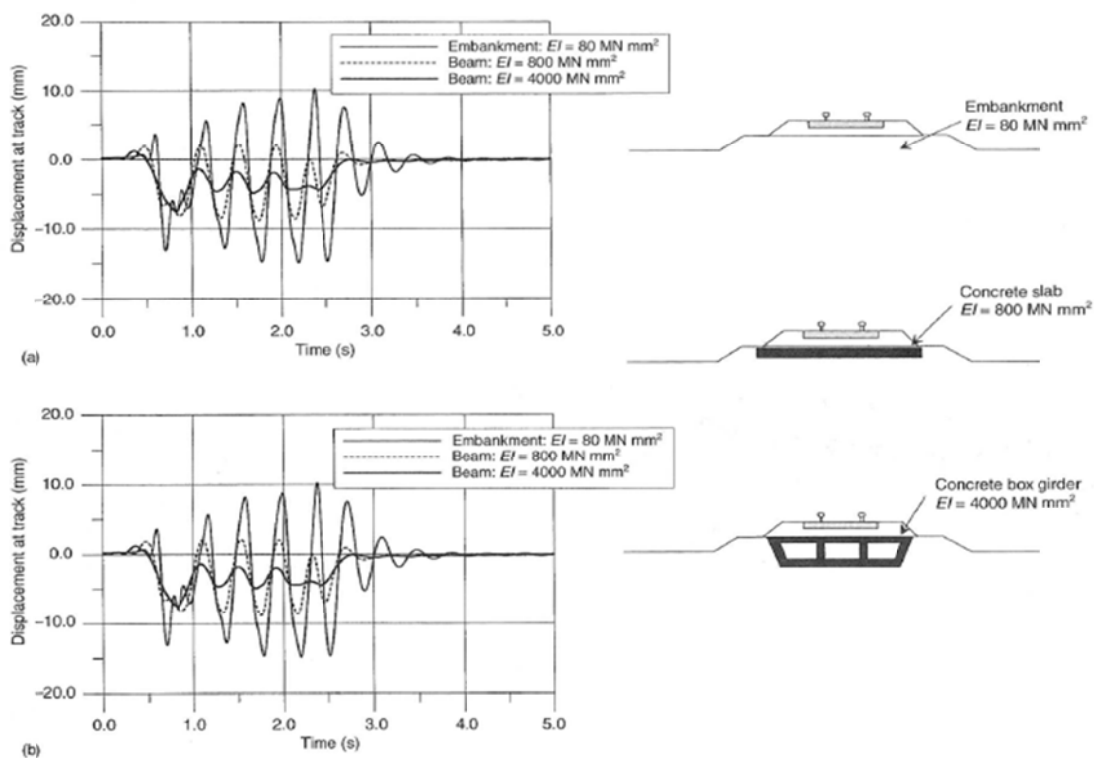 20.0
10.0
0.0
−10.0
−20.0
Displacement at track (mm)
Embankment: EI = 80 MN mm²
Beam: EI = 800 MN mm²
Beam: EI = 4000 MN mm²
0.0 1.0 2.0 3.0 4.0 5.0
Time (s)
(a)
Embankment
EI = 80 MN mm²
Concrete slab
EI = 800 MN mm²
20.0
10.0
0.0
−10.0
−20.0
Displacement at track (mm)
Embankment: EI = 80 MN mm²
Beam: EI = 800 MN mm²
Beam: EI = 4000 MN mm²
0.0 1.0 2.0 3.0 4.0 5.0
Time (s)
(b)
Concrete box girder
EI = 4000 MN mm²